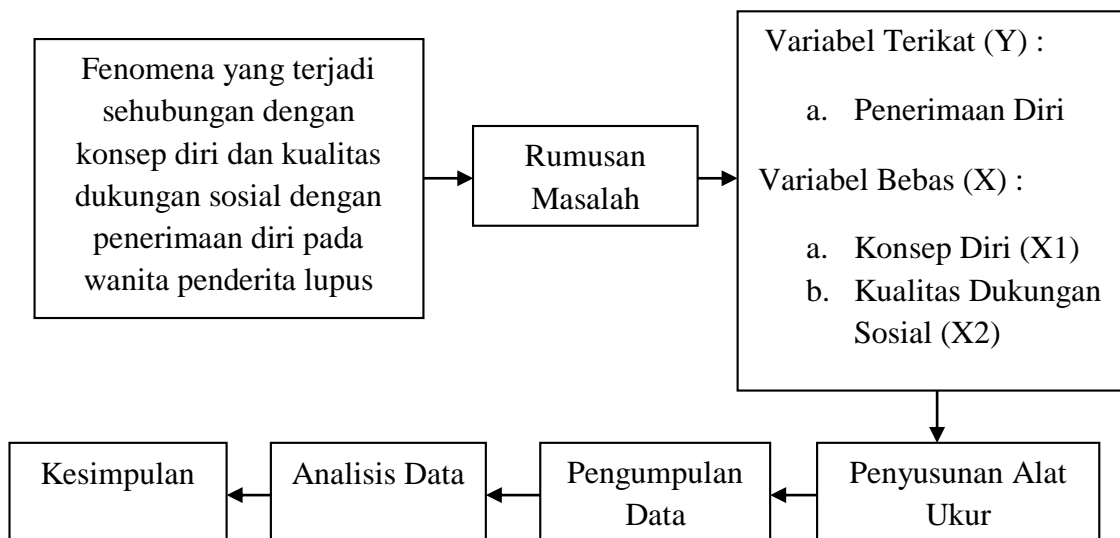 Fenomena yang terjadi
sehubungan dengan
konsep diri dan kualitas
dukungan sosial dengan
penerimaan diri pada
wanita penderita lupus
Rumusan
Masalah
Variabel Terikat (Y) :
a. Penerimaan Diri
Variabel Bebas (X) :
a. Konsep Diri (X1)
b. Kualitas Dukungan
Sosial (X2)
Penyusunan Alat
Ukur
Pengumpulan
Data
Analisis Data
Kesimpulan